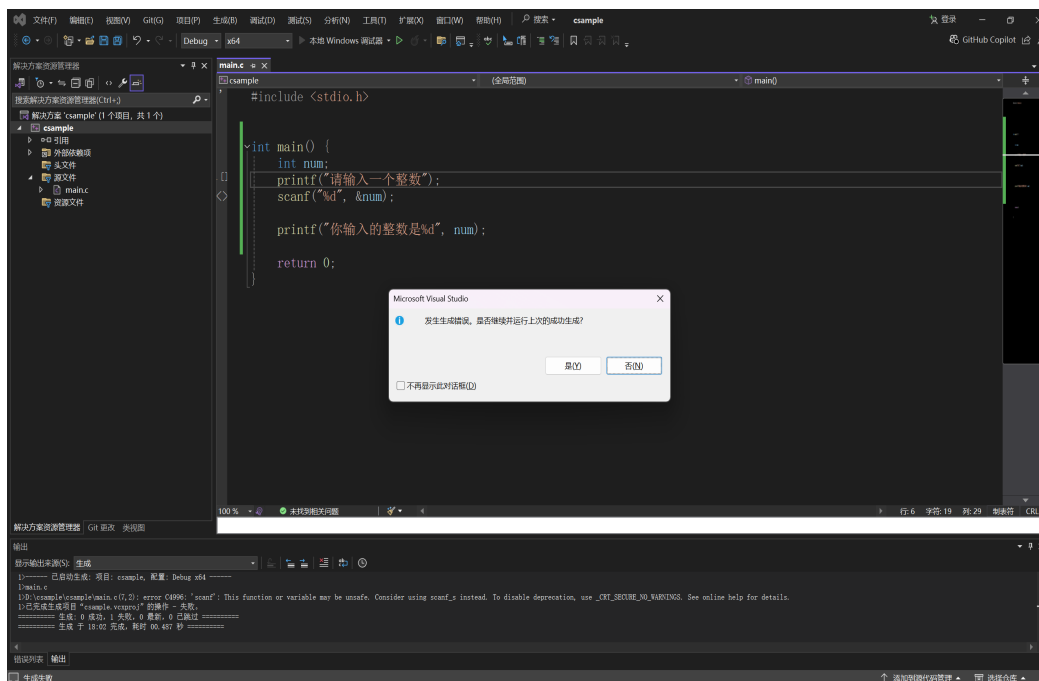 文件(F) 编辑(E) 视图(V) Git(G) 项目(P) 生成(B) 调试(D) 测试(S) 分析(N) 工具(T) 扩展(X) 窗口(W) 帮助(H) 搜索 csample 登录
Debug x64 本地 Windows 调试器 GitHub Copilot
解决方案资源管理器
main.c
csample (全局范围) main()
搜索解决方案资源管理器(Ctrl+;)
解决方案 'csample' (1 个项目，共 1 个)
csample
引用
外部依赖项
头文件
源文件
main.c
资源文件
#include <stdio.h>
int main() {
int num;
printf("请输入一个整数");
scanf("%d", &num);
printf("你输入的整数是%d", num);
return 0;
}
Microsoft Visual Studio
发生生成错误。是否继续并运行上次的成功生成?
是(Y) 否(N)
不再显示此对话框(D)
100 % 未找到相关问题 行: 6 字符: 19 列: 29 制表符 CRL
解决方案资源管理器 Git 更改 类视图
输出
显示输出来源(S): 生成
1>------ 已启动生成: 项目: csample, 配置: Debug x64 ------
1>main.c
1>D:\csample\csample\main.c(7,2): error C4996: 'scanf': This function or variable may be unsafe. Consider using scanf_s instead. To disable deprecation, use _CRT_SECURE_NO_WARNINGS. See online help for details.
1>已完成生成项目“csample.vcxproj”的操作 - 失败。
========== 生成: 0 成功，1 失败，0 最新，0 已跳过 ==========
========== 生成 于 18:02 完成，耗时 00.487 秒 ==========
错误列表 输出
生成失败 添加到源代码管理 选择仓库